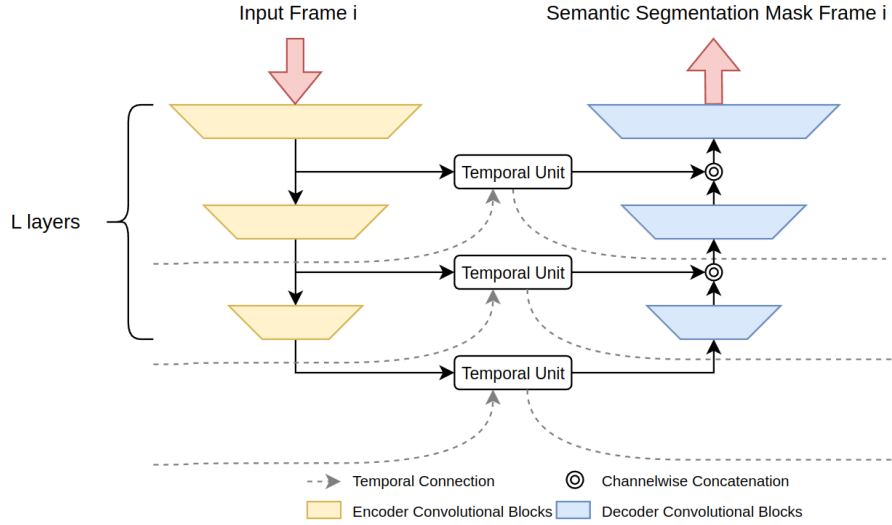 Input Frame i
Semantic Segmentation Mask Frame i
L layers
Temporal Unit
Temporal Unit
Temporal Unit
Temporal Connection
Channelwise Concatenation
Encoder Convolutional Blocks
Decoder Convolutional Blocks